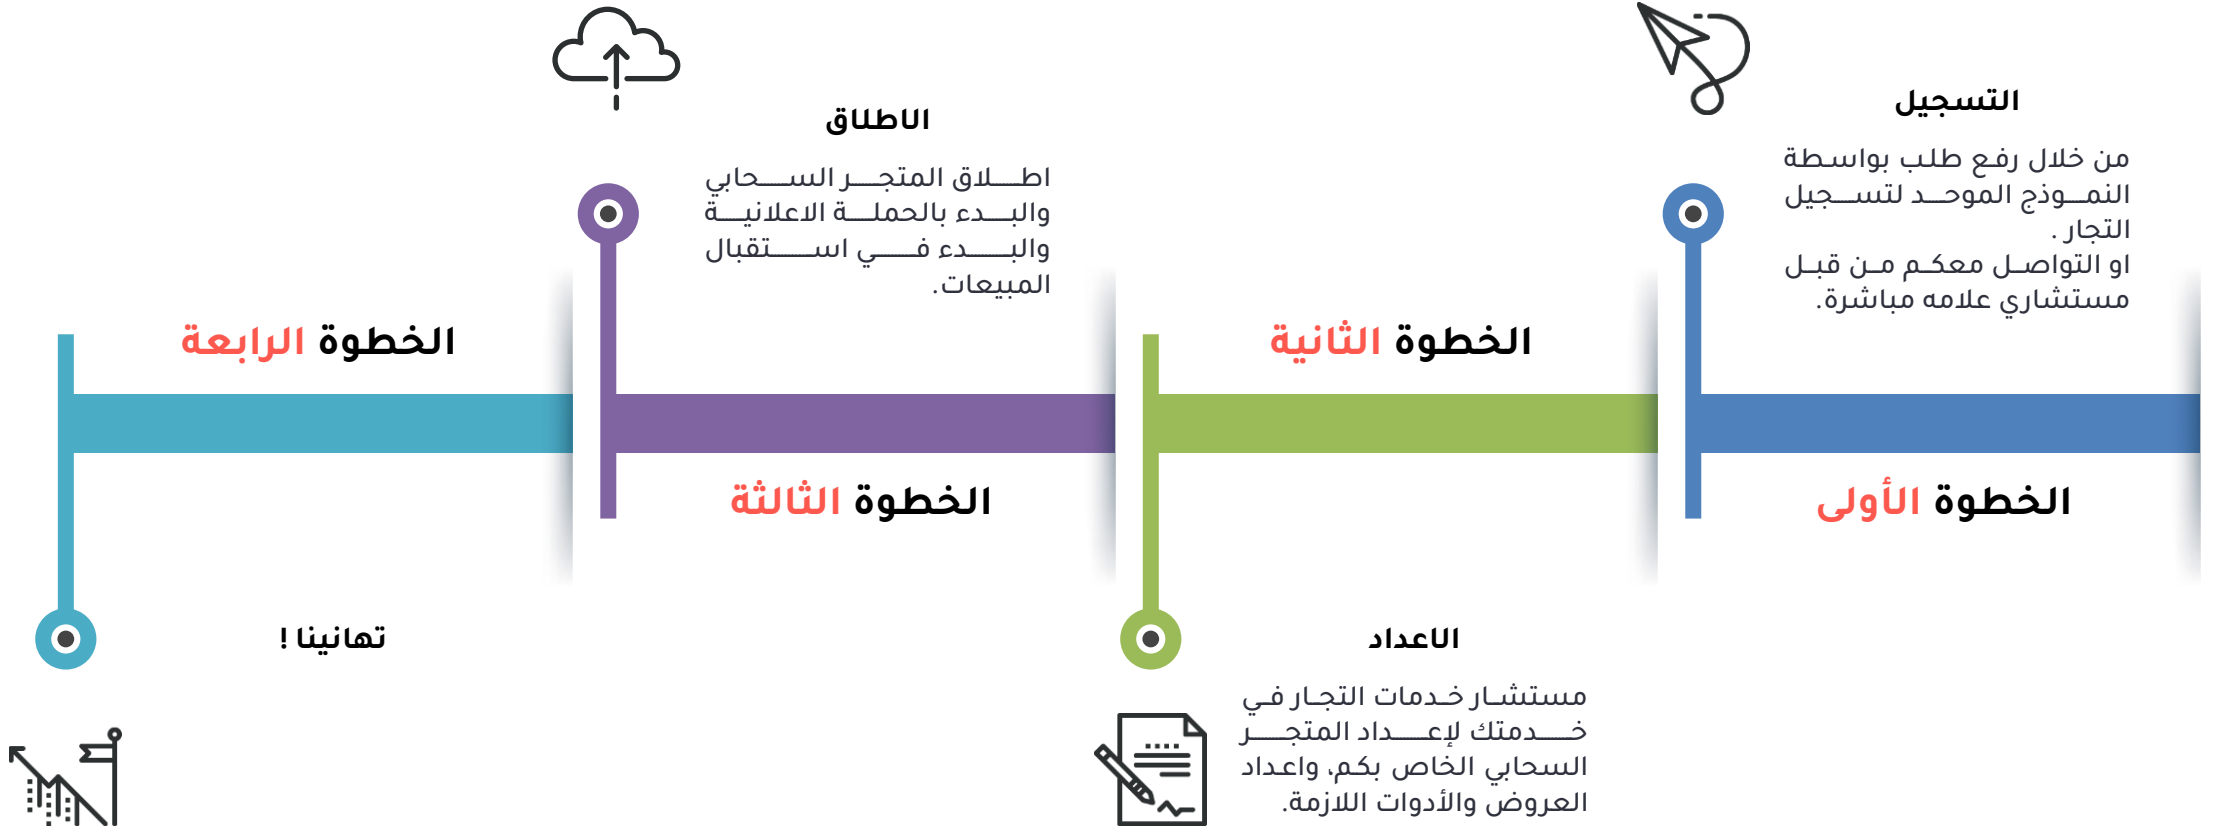 الخطوة الأولى
التسجيل
من خلال رفع طلب بواسطة
النموذج الموحد لتسجيل
التجار .
او التواصل معكم من قبل
مستشاري علامه مباشرة.
الخطوة الثانية
الاعداد
مستشار خدمات التجار في
خدمتك لإعداد المتجر
السحابي الخاص بكم، واعداد
العروض والأدوات اللازمة.
الخطوة الثالثة
الاطلاق
اطلاق المتجر السحابي
والبدء بالحملة الاعلانية
والبدء في استقبال
المبيعات.
الخطوة الرابعة
تهانينا !